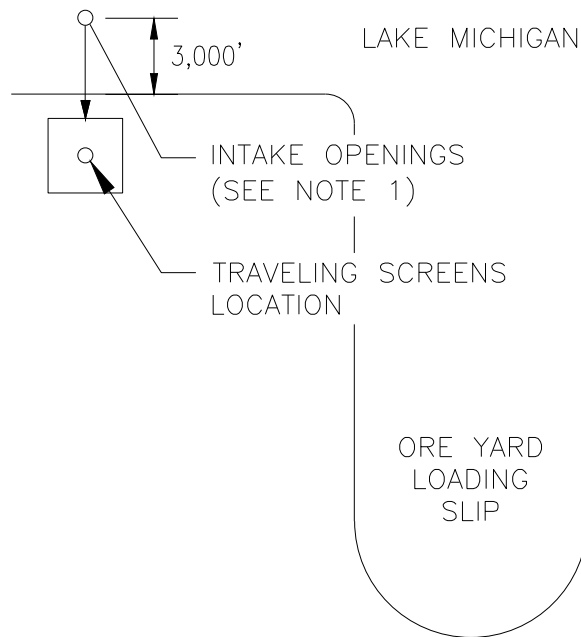 LAKE MICHIGAN
3,000'
INTAKE OPENINGS
(SEE NOTE 1)
TRAVELING SCREENS
LOCATION
ORE YARD
LOADING
SLIP